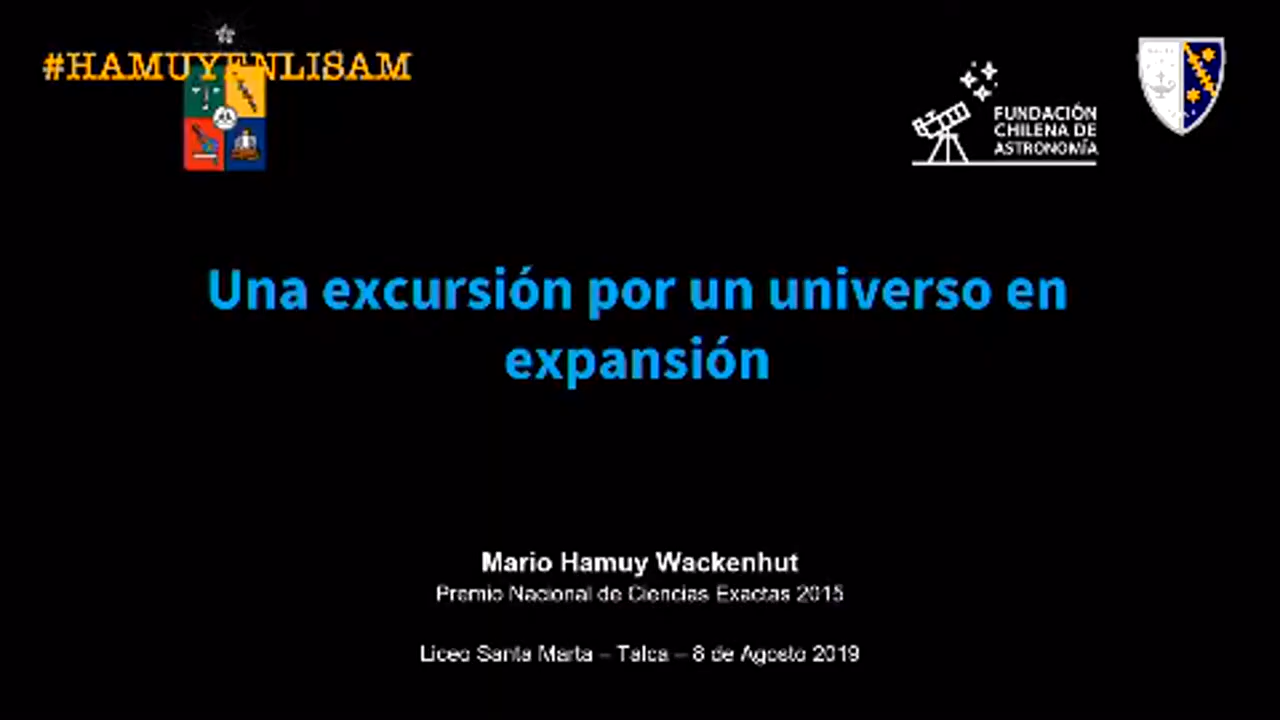 #HAMUYENLISAM
FUNDACIÓN
CHILENA DE
ASTRONOMÍA
Una excursión por un universo en
expansión
Mario Hamuy Wackenhut
Premio Nacional de Ciencias Exactas 2015
Liceo Santa Marta – Talca – 8 de Agosto 2019